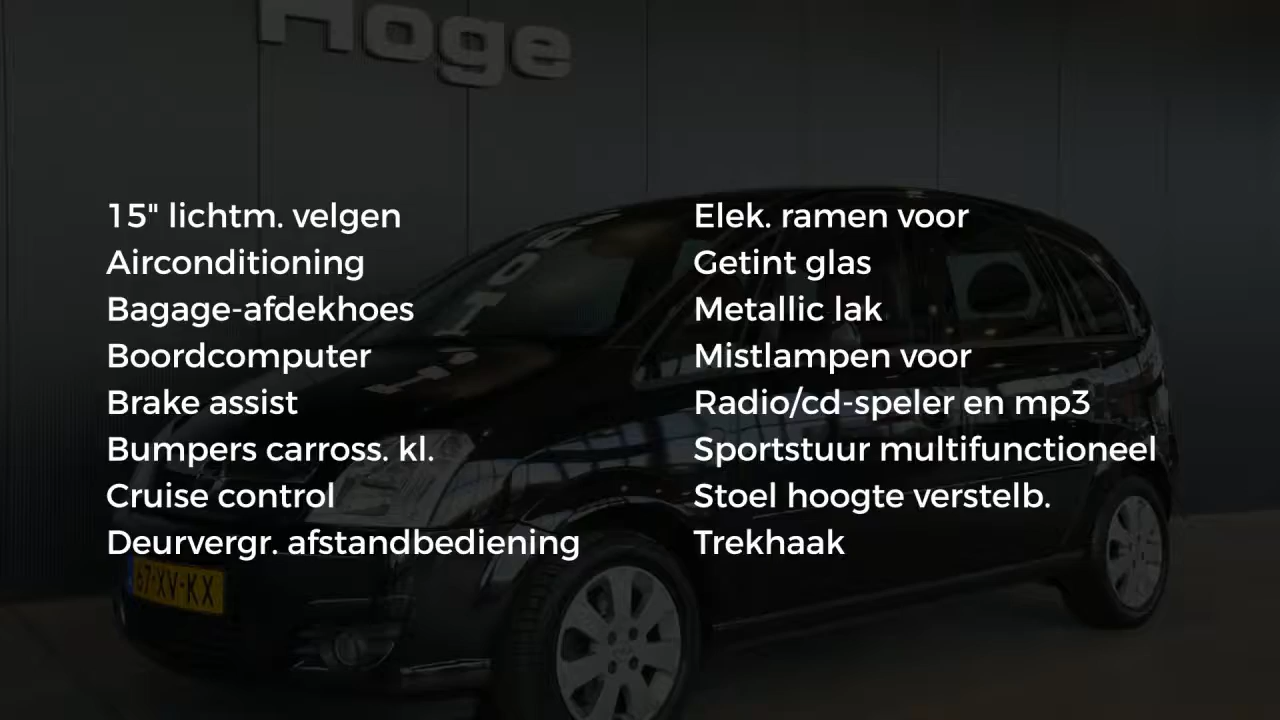 Hoge
15" lichtm. velgen
Airconditioning
Bagage-afdekhoes
Boordcomputer
Brake assist
Bumpers carross. kl.
Cruise control
Deurvergr. afstandbediening
Elek. ramen voor
Getint glas
Metallic lak
Mistlampen voor
Radio/cd-speler en mp3
Sportstuur multifunctioneel
Stoel hoogte verstelb.
Trekhaak
67-XV-KX